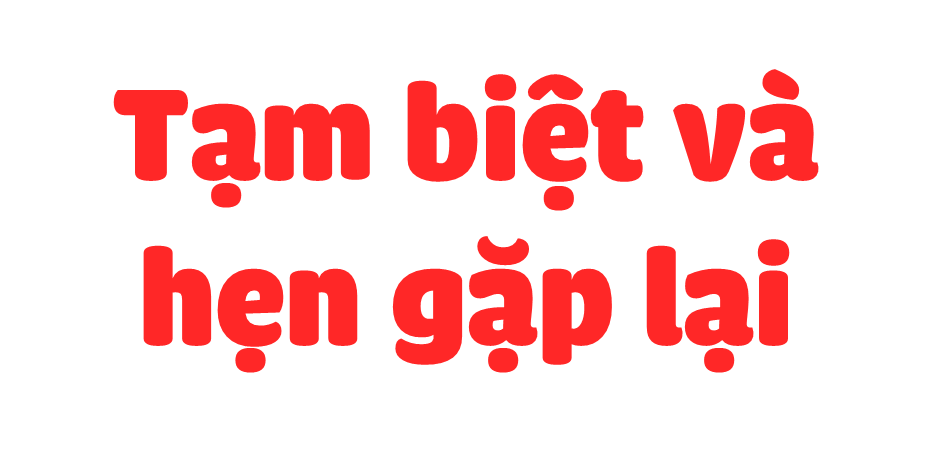 Tạm biệt và
hẹn gặp lại